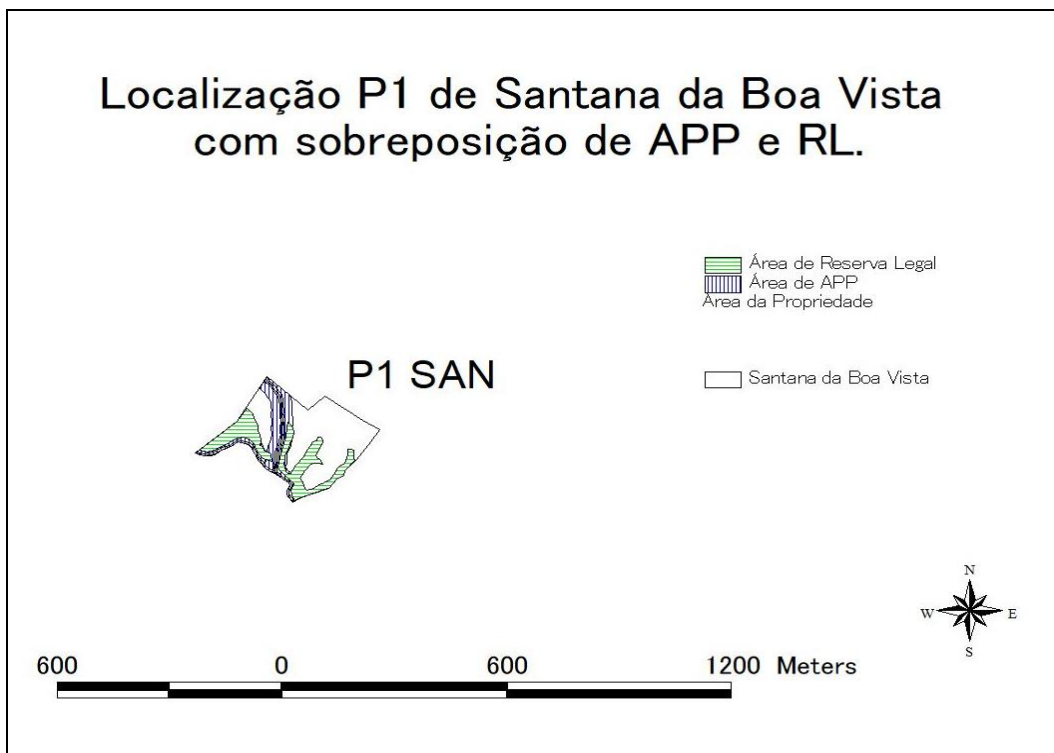 Localização P1 de Santana da Boa Vista
com sobreposição de APP e RL.
Área de Reserva Legal
Área de APP
Área da Propriedade
P1 SAN
Santana da Boa Vista
N
W E
S
600 0 600 1200 Meters